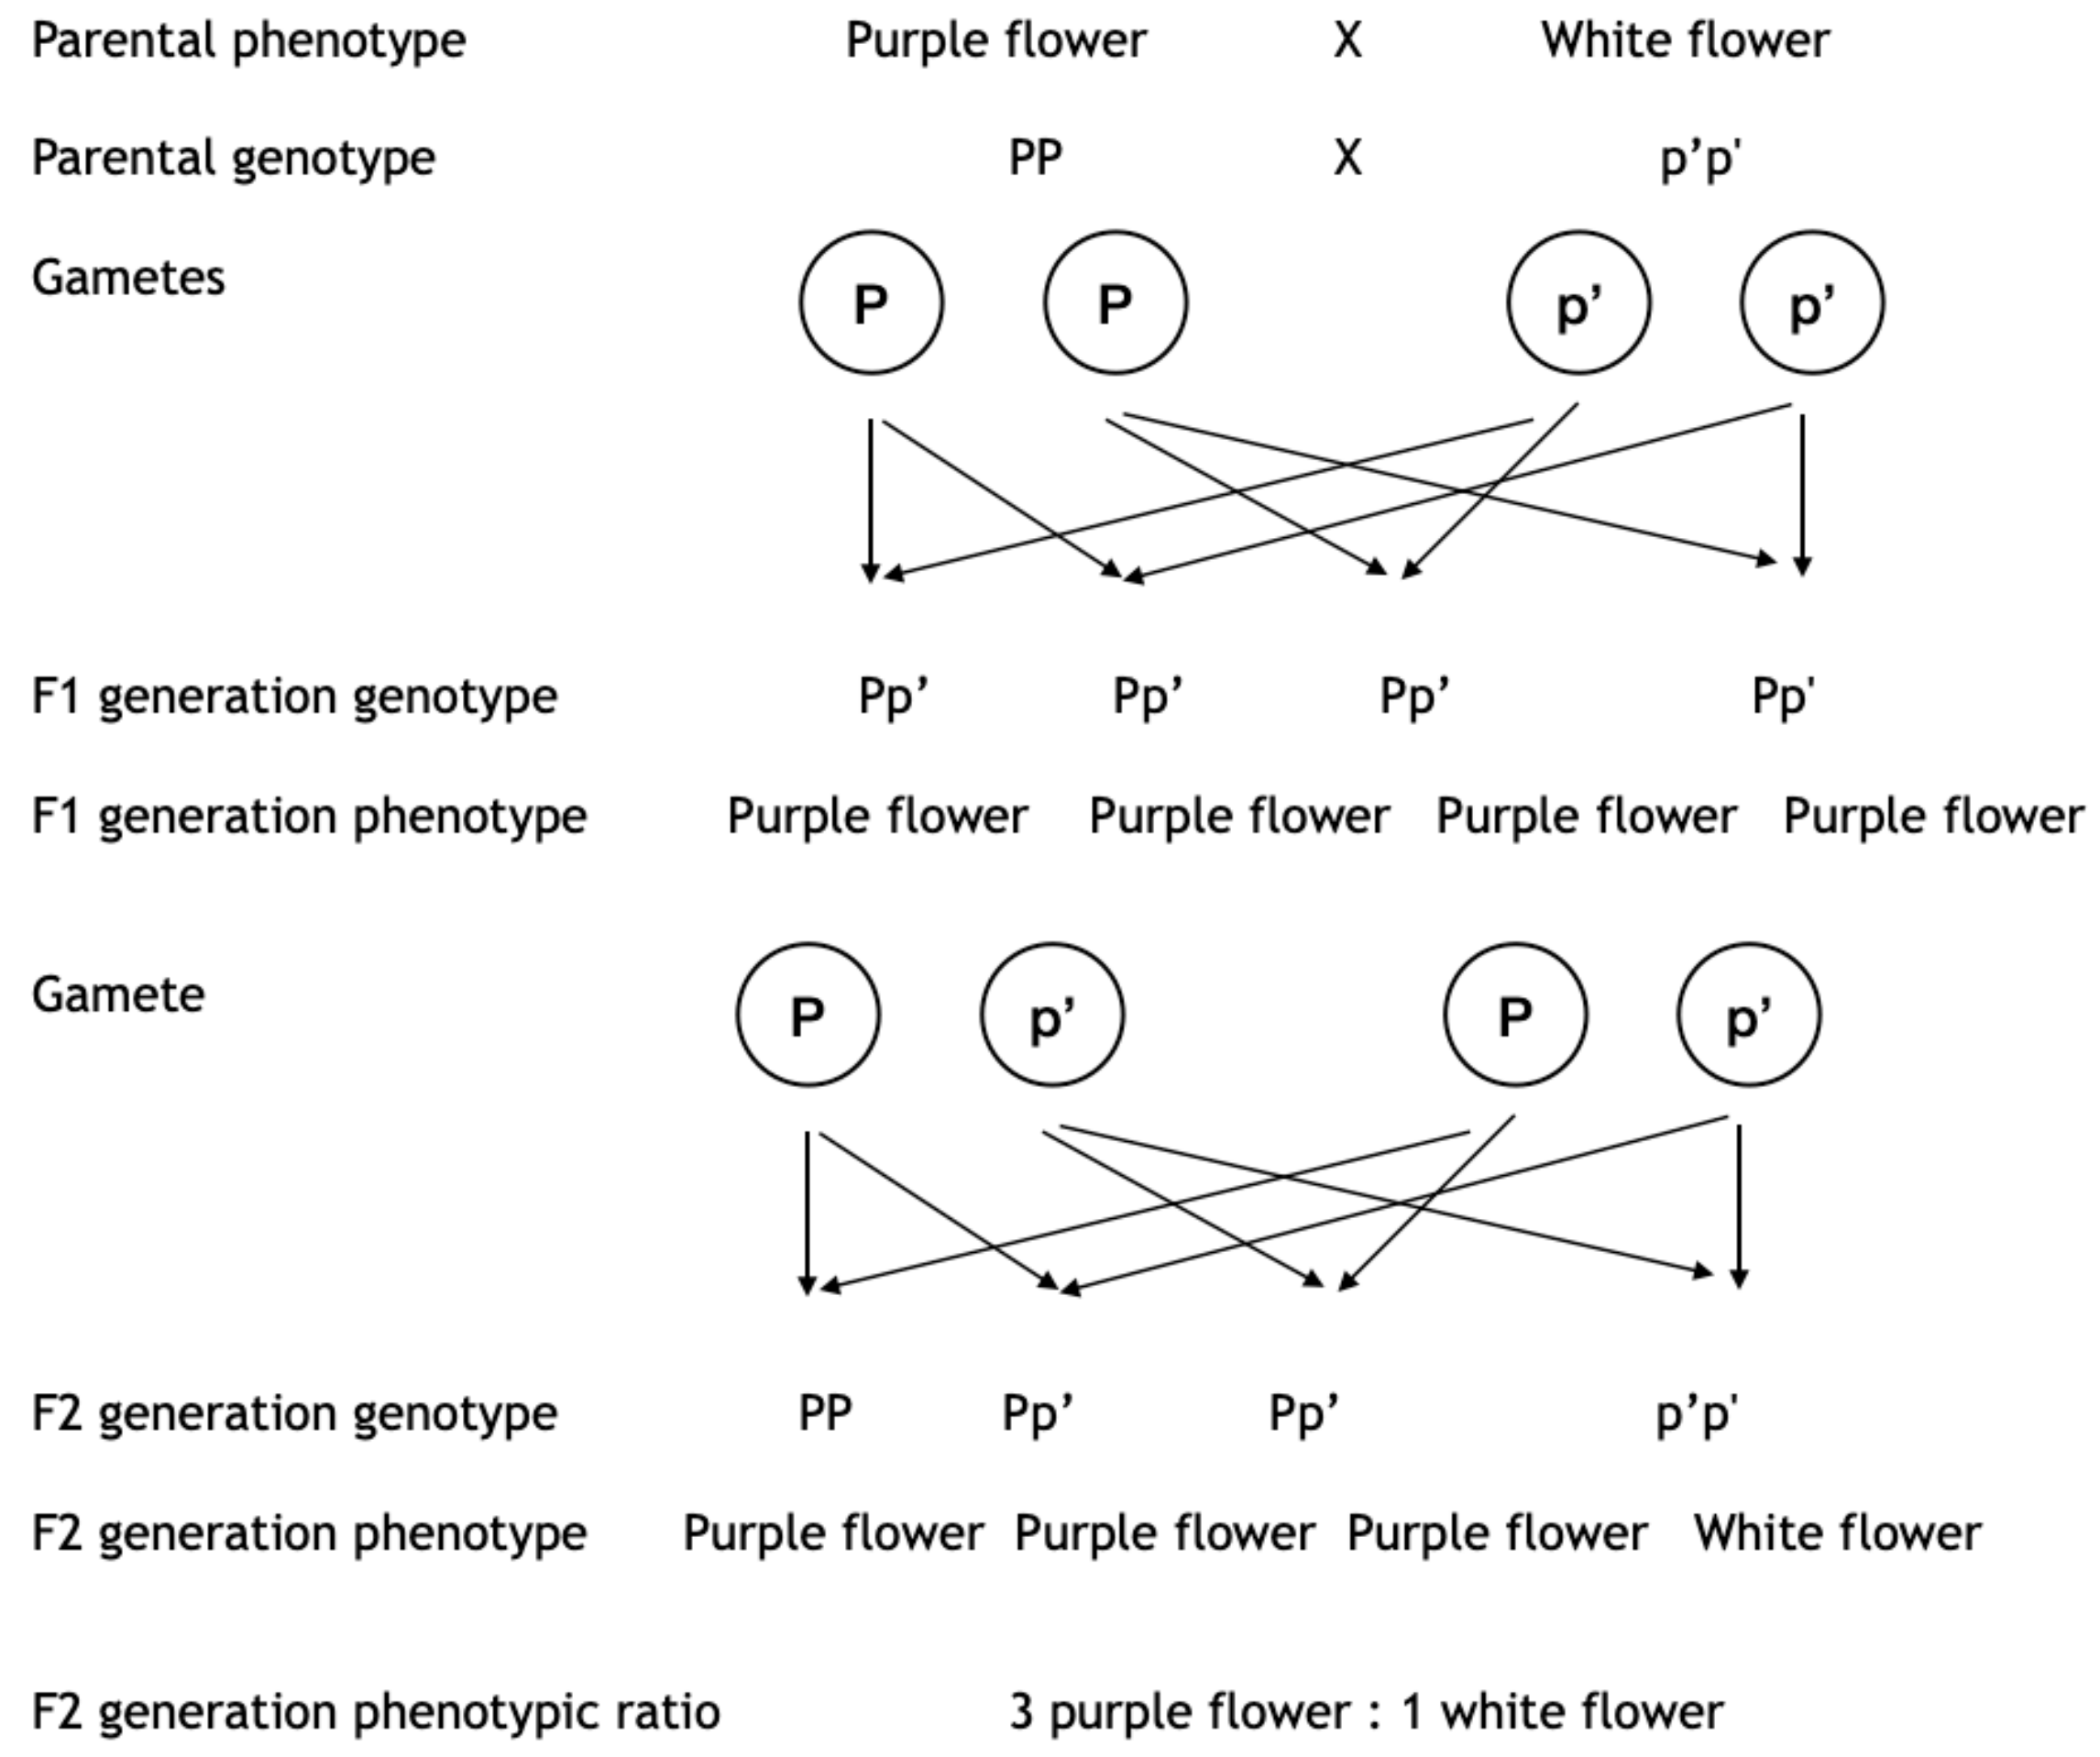 Parental phenotype Purple flower X White flower
Parental genotype PP X p’p'
Gametes P P p’ p’
F1 generation genotype Pp’ Pp’ Pp’ Pp'
F1 generation phenotype Purple flower Purple flower Purple flower Purple flower
Gamete P p’ P p’
F2 generation genotype PP Pp’ Pp’ p’p'
F2 generation phenotype Purple flower Purple flower Purple flower White flower
F2 generation phenotypic ratio 3 purple flower : 1 white flower